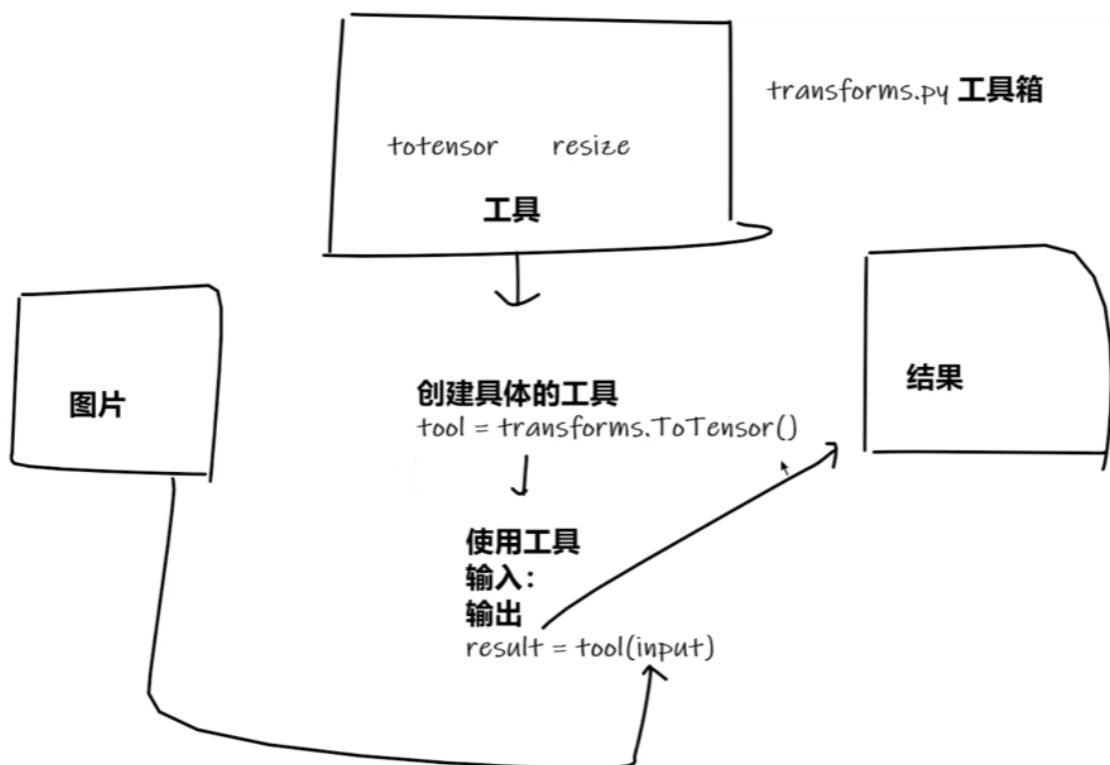 transforms.py 工具箱
totensor resize
工具
图片
创建具体的工具
tool = transforms.ToTensor()
使用工具
输入：
输出
result = tool(input)
结果